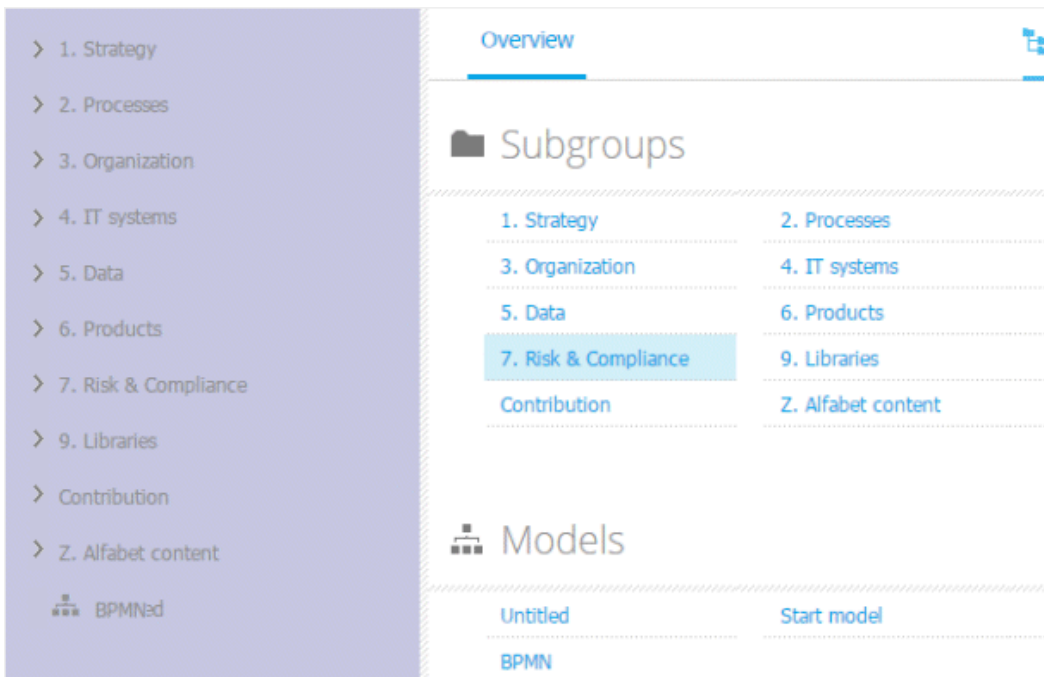 1. Strategy
2. Processes
3. Organization
4. IT systems
5. Data
6. Products
7. Risk & Compliance
9. Libraries
Contribution
Z. Alfabet content
Overview
Subgroups
1. Strategy
2. Processes
3. Organization
4. IT systems
5. Data
6. Products
7. Risk & Compliance
9. Libraries
Contribution
Z. Alfabet content
Models
Untitled
Start model
BPMN